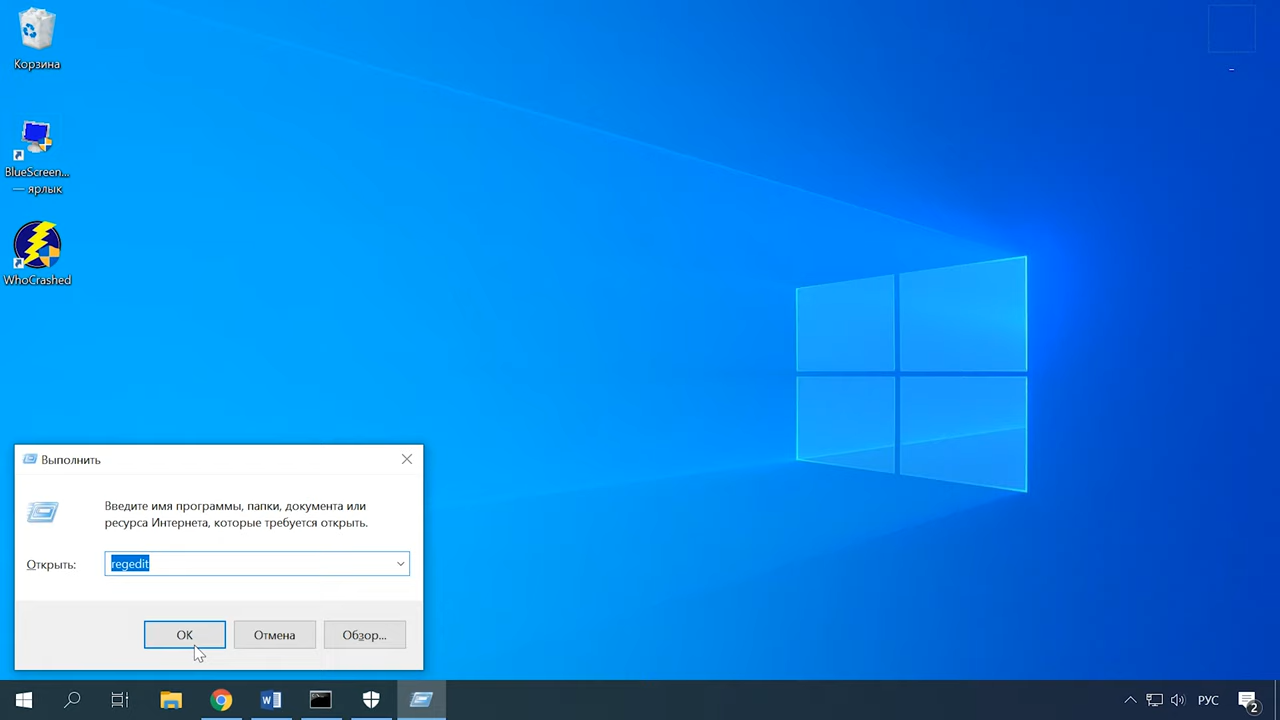 Корзина
BlueScreen...
— ярлык
WhoCrashed
Выполнить
Введите имя программы, папки, документа или
ресурса Интернета, которые требуется открыть.
Открыть:
regedit
ОК
Отмена
Обзор...
РУС
2